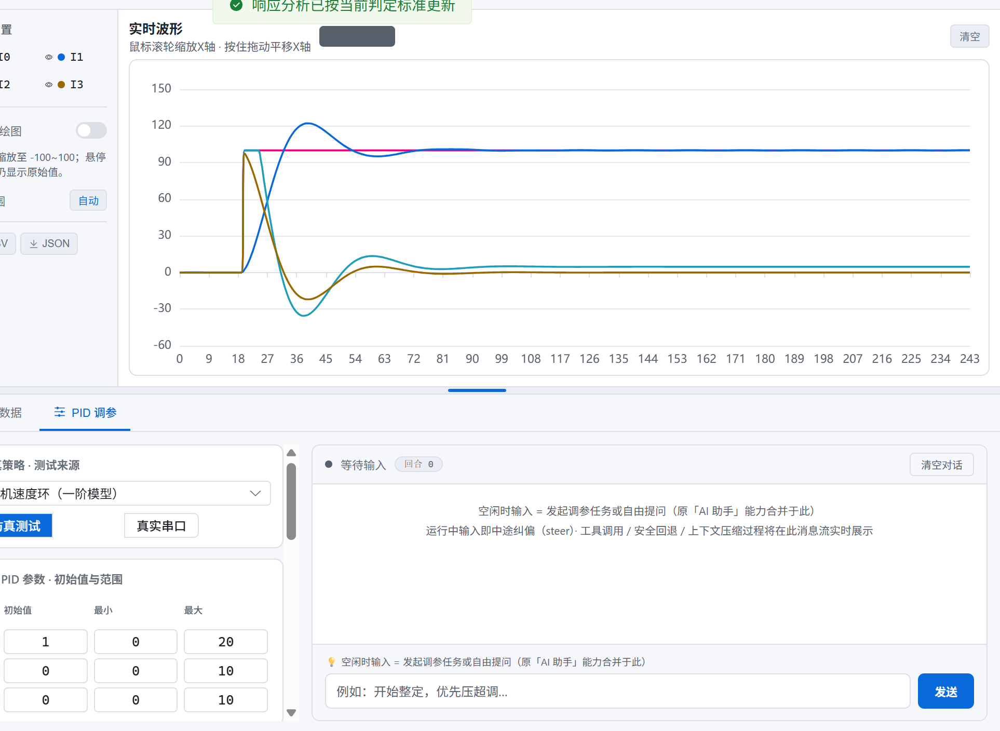 响应分析已按当前判定标准更新
置
实时波形
鼠标滚轮缩放X轴 · 按住拖动平移X轴
清空
I0
I1
I2
I3
绘图
缩放至 -100~100；悬停
仍显示原始值。
围
自动
JSON
150
120
90
60
30
0
-30
-60
0 9 18 27 36 45 54 63 72 81 90 99 108 117 126 135 144 153 162 171 180 189 198 207 216 225 234 243
数据
PID 调参
策略 · 测试来源
机速度环（一阶模型）
仿真测试
真实串口
PID 参数 · 初始值与范围
初始值 最小 最大
1 0 20
0 0 10
0 0 10
等待输入
回合 0
清空对话
空闲时输入 = 发起调参任务或自由提问（原「AI 助手」能力合并于此）
运行中输入即中途纠偏（steer）· 工具调用 / 安全回退 / 上下文压缩过程将在此消息流实时展示
空闲时输入 = 发起调参任务或自由提问（原「AI 助手」能力合并于此）
例如：开始整定，优先压超调...
发送